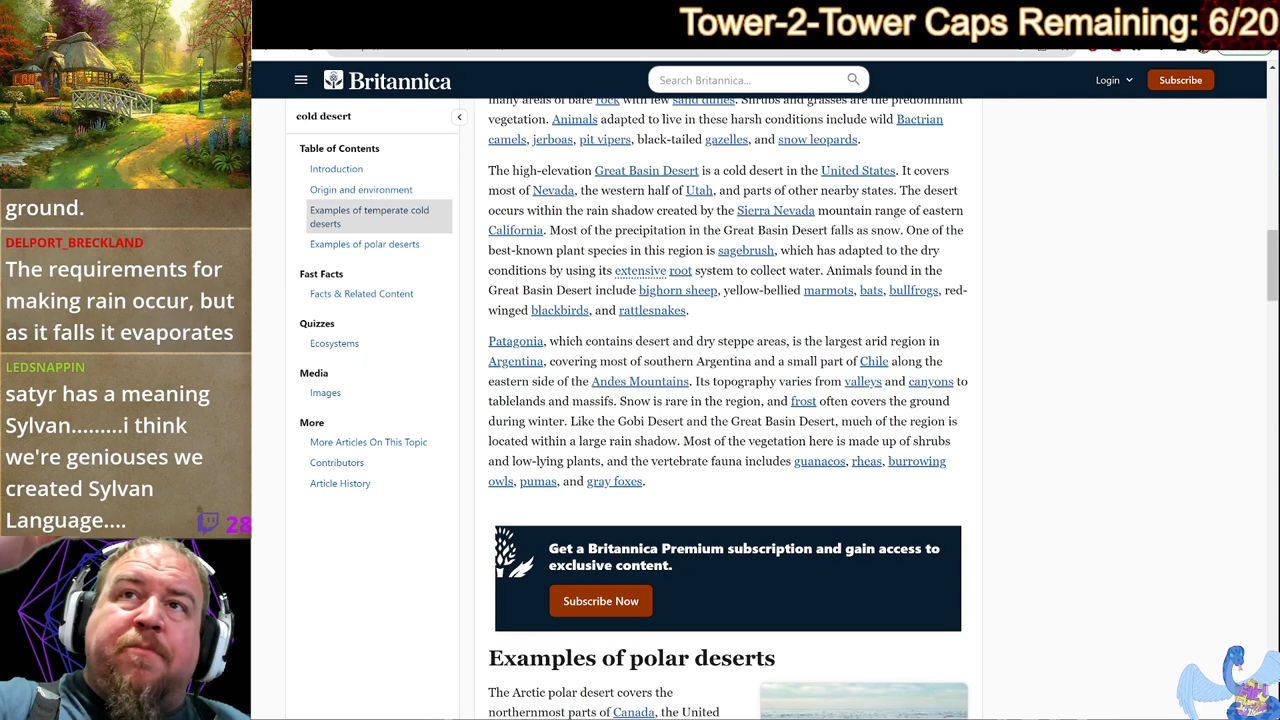 Tower-2-Tower Caps Remaining: 6/20
Britannica
Search Britannica...
Login
Subscribe
ground.
DELPORT_BRECKLAND
The requirements for
making rain occur, but
as it falls it evaporates
LEDSNAPPIN
satyr has a meaning
Sylvan.........i think
we're geniouses we
created Sylvan
Language....
28
cold desert
Table of Contents
Introduction
Origin and environment
Examples of temperate cold
deserts
Examples of polar deserts
Fast Facts
Facts & Related Content
Quizzes
Ecosystems
Media
Images
More
More Articles On This Topic
Contributors
Article History
many areas of bare rock with few sand dunes. Shrubs and grasses are the predominant
vegetation. Animals adapted to live in these harsh conditions include wild Bactrian
camels, jerboas, pit vipers, black-tailed gazelles, and snow leopards.
The high-elevation Great Basin Desert is a cold desert in the United States. It covers
most of Nevada, the western half of Utah, and parts of other nearby states. The desert
occurs within the rain shadow created by the Sierra Nevada mountain range of eastern
California. Most of the precipitation in the Great Basin Desert falls as snow. One of the
best-known plant species in this region is sagebrush, which has adapted to the dry
conditions by using its extensive root system to collect water. Animals found in the
Great Basin Desert include bighorn sheep, yellow-bellied marmots, bats, bullfrogs, red-
winged blackbirds, and rattlesnakes.
Patagonia, which contains desert and dry steppe areas, is the largest arid region in
Argentina, covering most of southern Argentina and a small part of Chile along the
eastern side of the Andes Mountains. Its topography varies from valleys and canyons to
tablelands and massifs. Snow is rare in the region, and frost often covers the ground
during winter. Like the Gobi Desert and the Great Basin Desert, much of the region is
located within a large rain shadow. Most of the vegetation here is made up of shrubs
and low-lying plants, and the vertebrate fauna includes guanacos, rheas, burrowing
owls, pumas, and gray foxes.
Get a Britannica Premium subscription and gain access to
exclusive content.
Subscribe Now
Examples of polar deserts
The Arctic polar desert covers the
northernmost parts of Canada, the United